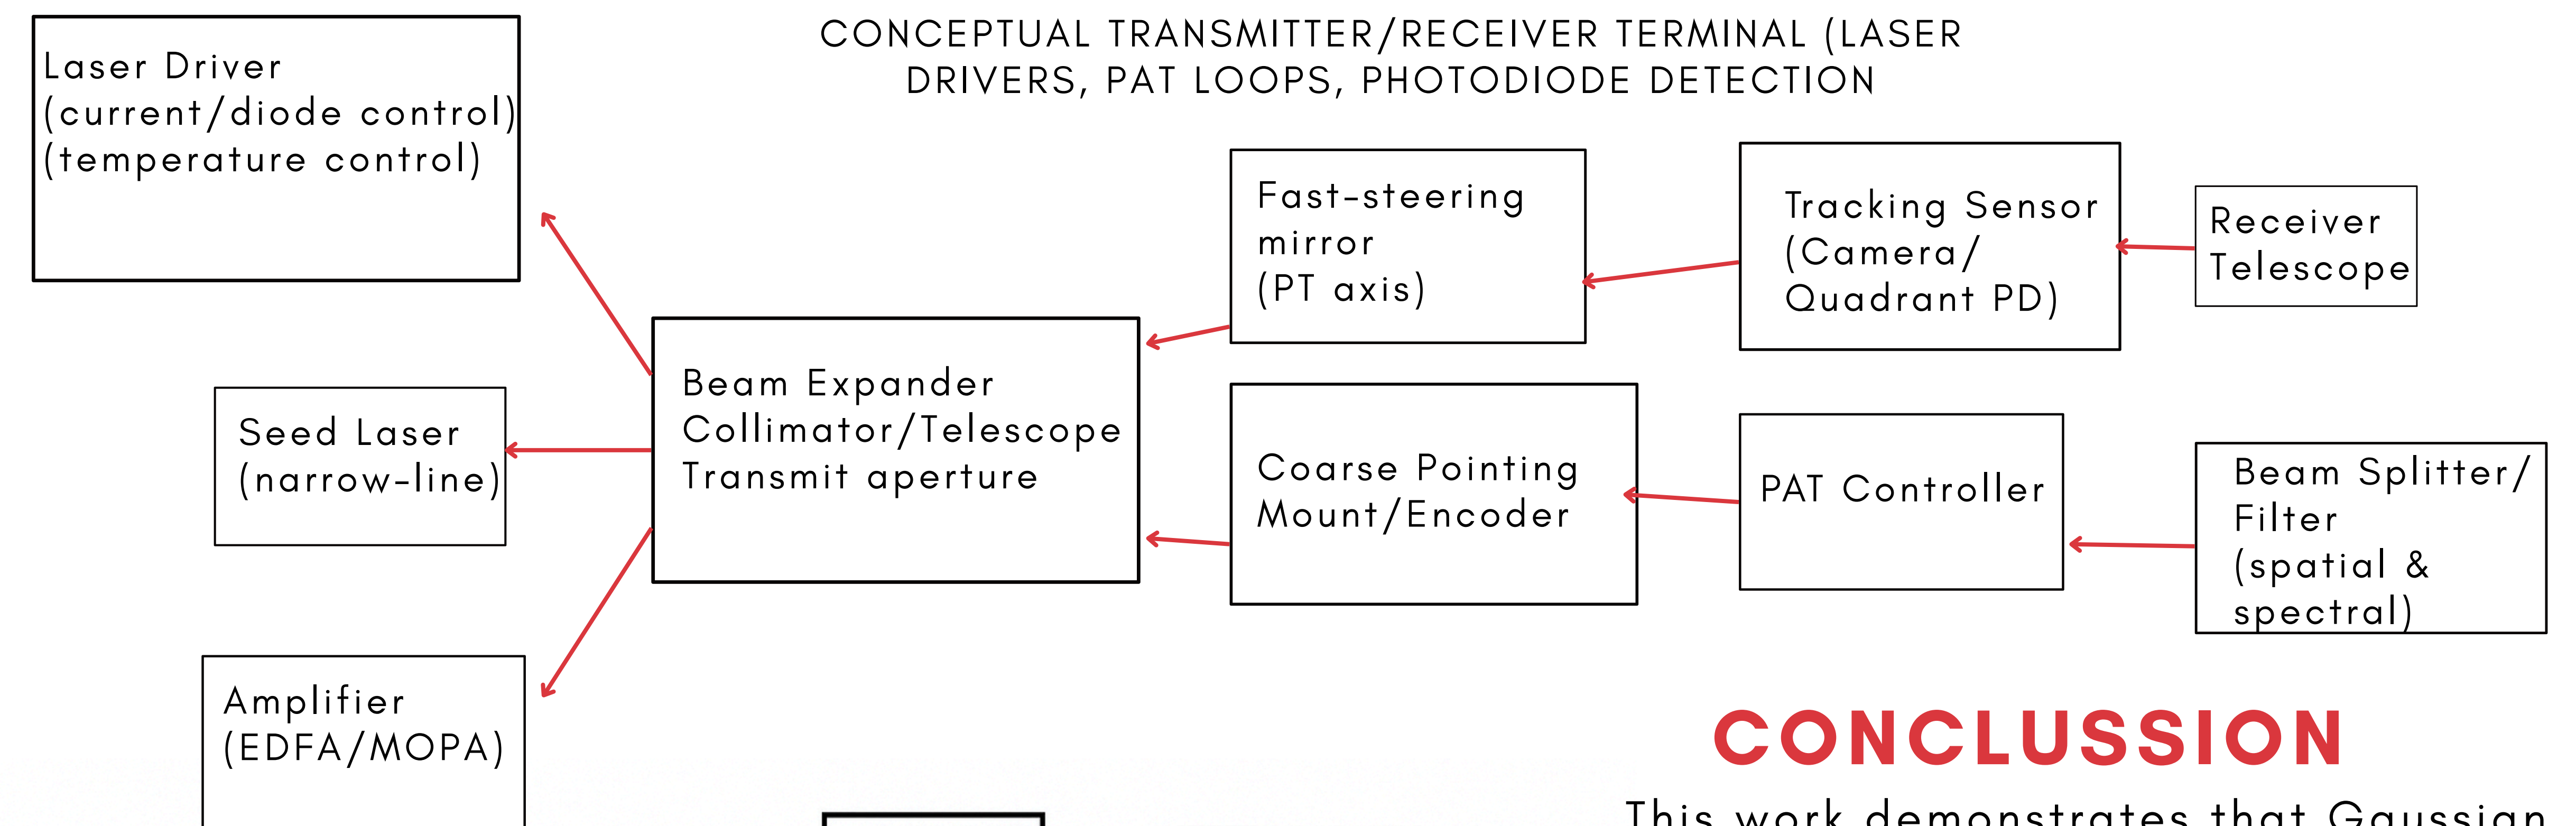 CONCEPTUAL TRANSMITTER/RECEIVER TERMINAL (LASER
DRIVERS, PAT LOOPS, PHOTODIODE DETECTION
Laser Driver
(current/diode control)
(temperature control)
Seed Laser
(narrow-line)
Amplifier
(EDFA/MOPA)
Beam Expander
Collimator/Telescope
Transmit aperture
Fast-steering
mirror
(PT axis)
Coarse Pointing
Mount/Encoder
Tracking Sensor
(Camera/
Quadrant PD)
PAT Controller
Receiver
Telescope
Beam Splitter/
Filter
(spatial &
spectral)
CONCLUSSION
This work demonstrates that Gaussian